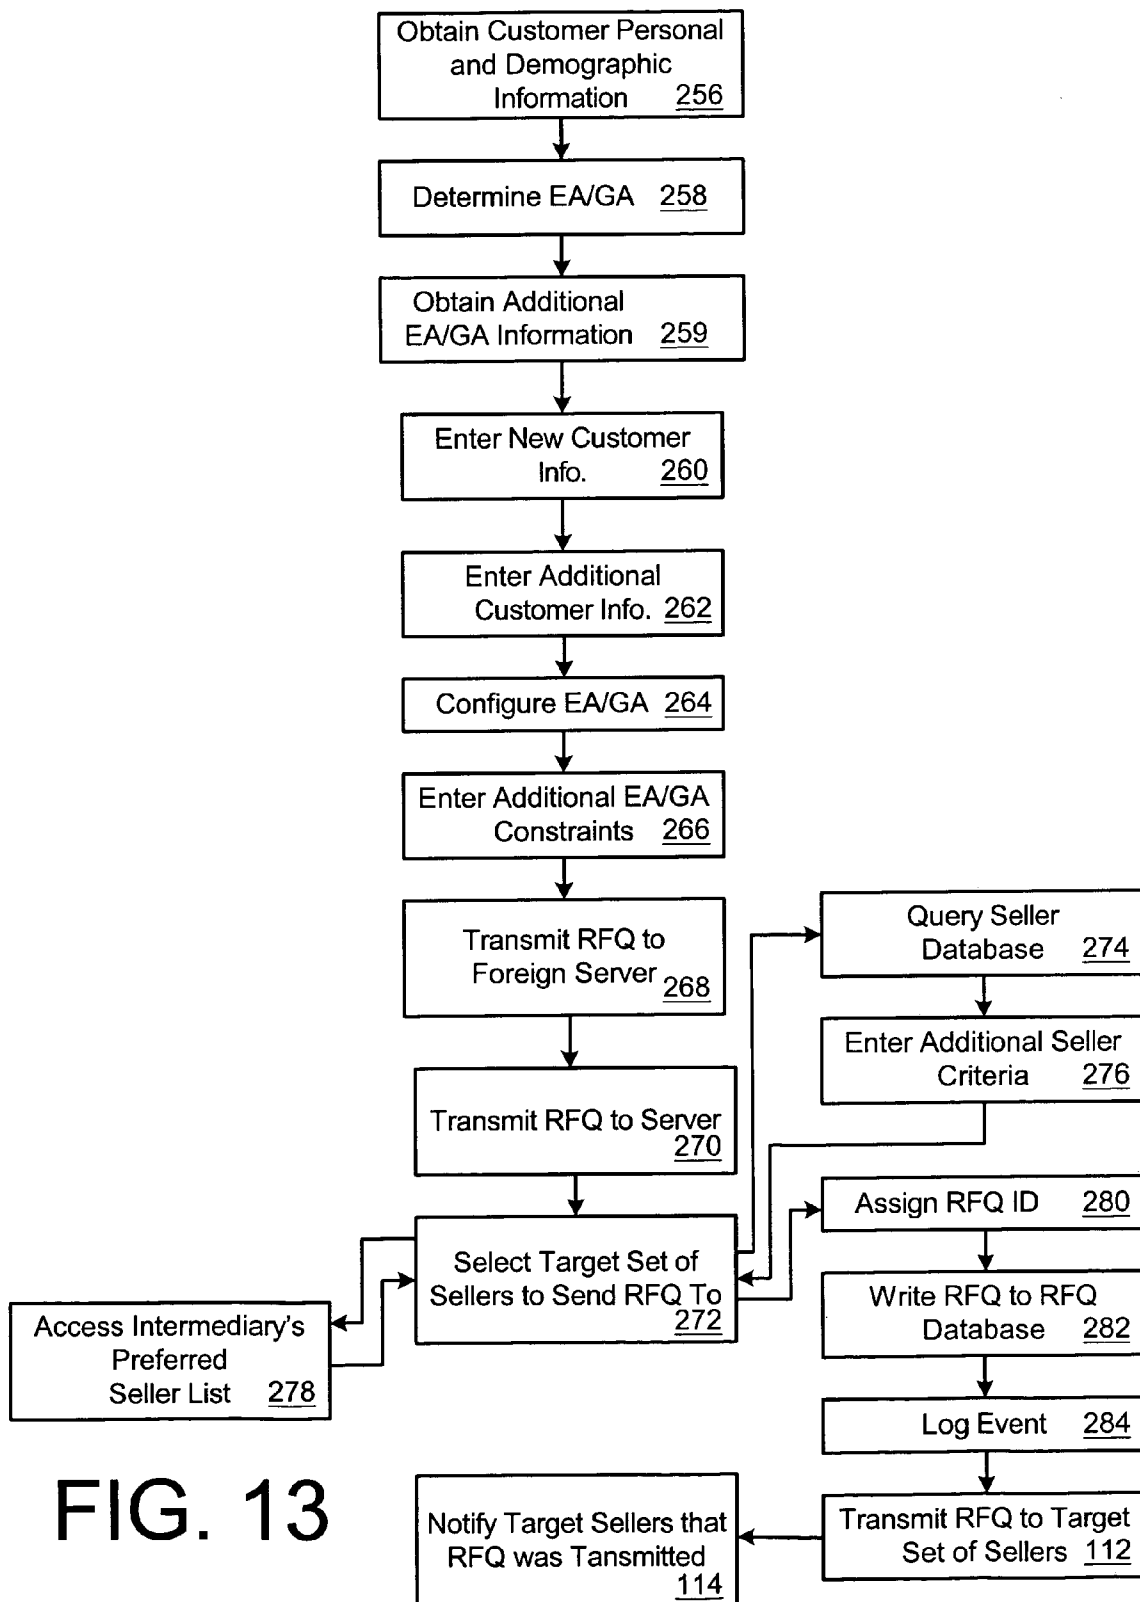 Obtain Customer Personal
and Demographic
Information 256
Determine EA/GA 258
Obtain Additional
EA/GA Information 259
Enter New Customer
Info. 260
Enter Additional
Customer Info. 262
Configure EA/GA 264
Enter Additional EA/GA
Constraints 266
Transmit RFQ to
Foreign Server
268
Transmit RFQ to Server
270
Select Target Set of
Sellers to Send RFQ To
272
Query Seller
Database 274
Enter Additional Seller
Criteria 276
Access Intermediary's
Preferred
Seller List 278
Assign RFQ ID 280
Write RFQ to RFQ
Database 282
Log Event 284
Transmit RFQ to Target
Set of Sellers 112
Notify Target Sellers that
RFQ was Tansmitted
114
FIG. 13